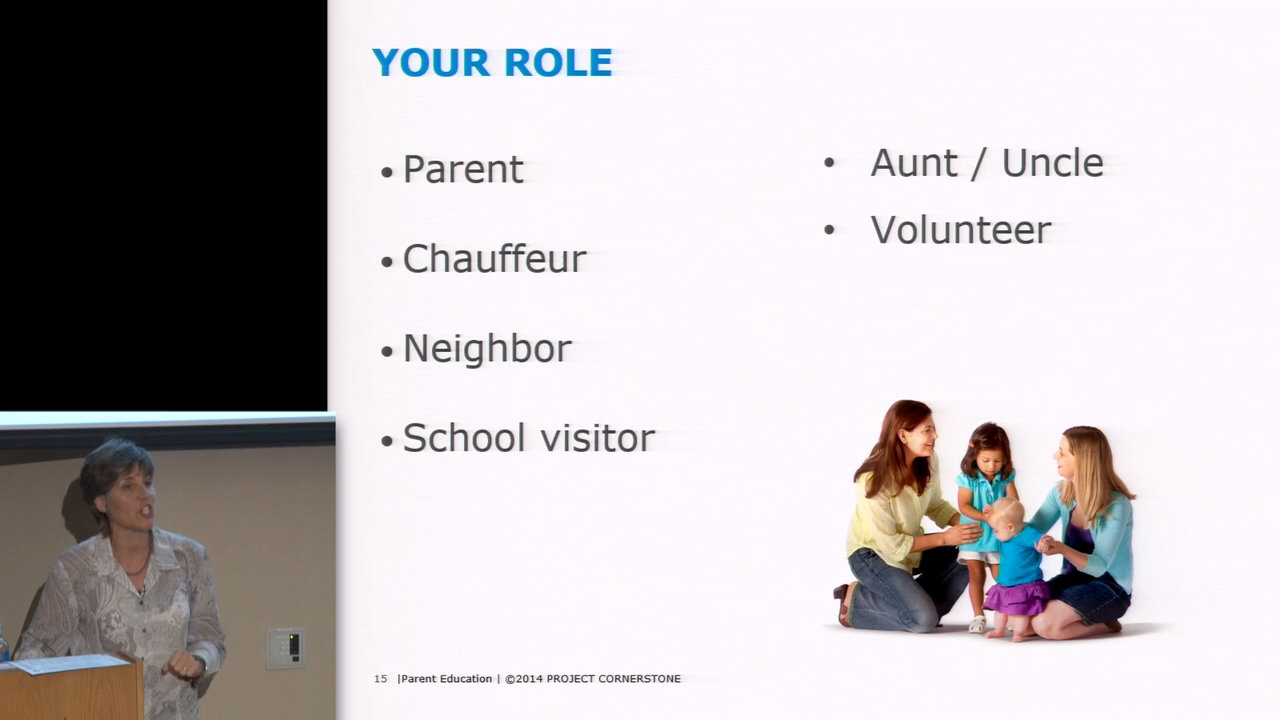 YOUR ROLE
• Parent
• Chauffeur
• Neighbor
• School visitor
• Aunt / Uncle
• Volunteer
15 |Parent Education | ©2014 PROJECT CORNERSTONE